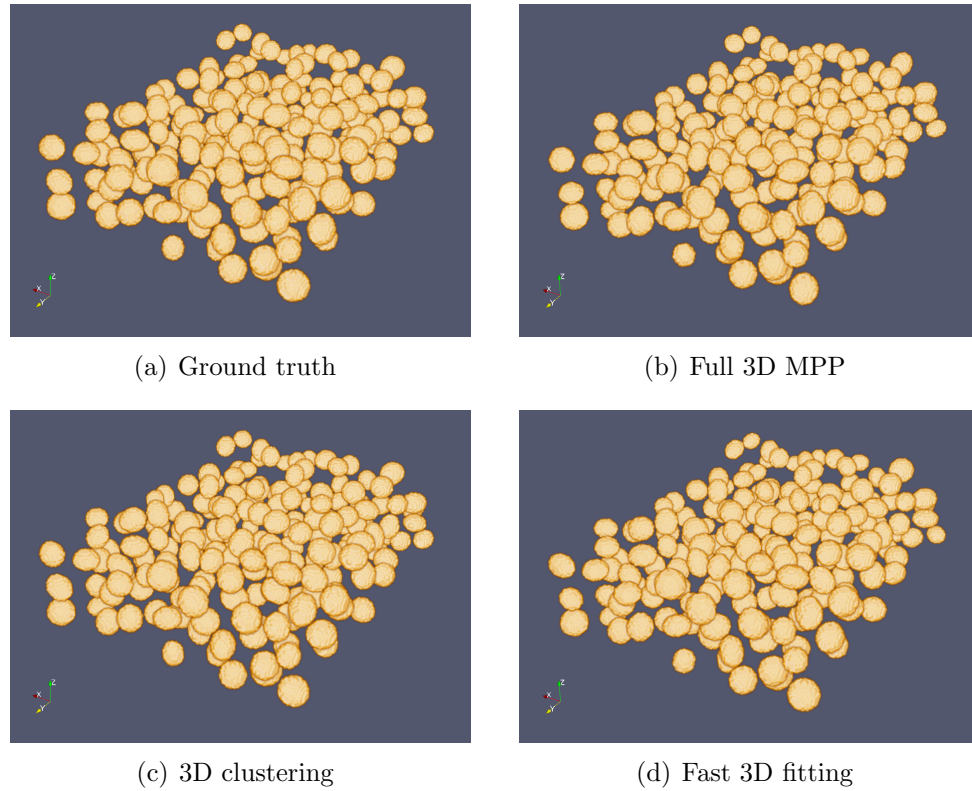 Z
X
Y
Z
X
Y
(a) Ground truth
(b) Full 3D MPP
Z
X
Y
Z
X
Y
(c) 3D clustering
(d) Fast 3D fitting